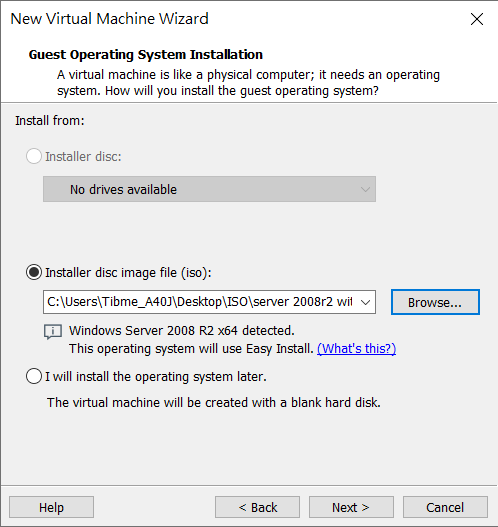 New Virtual Machine Wizard
Guest Operating System Installation
A virtual machine is like a physical computer; it needs an operating
system. How will you install the guest operating system?
Install from:
Installer disc:
No drives available
Installer disc image file (iso):
C:\Users\Tibme_A40J\Desktop\ISO\server 2008r2 wit
Browse...
Windows Server 2008 R2 x64 detected.
This operating system will use Easy Install. (What's this?)
I will install the operating system later.
The virtual machine will be created with a blank hard disk.
Help < Back Next > Cancel